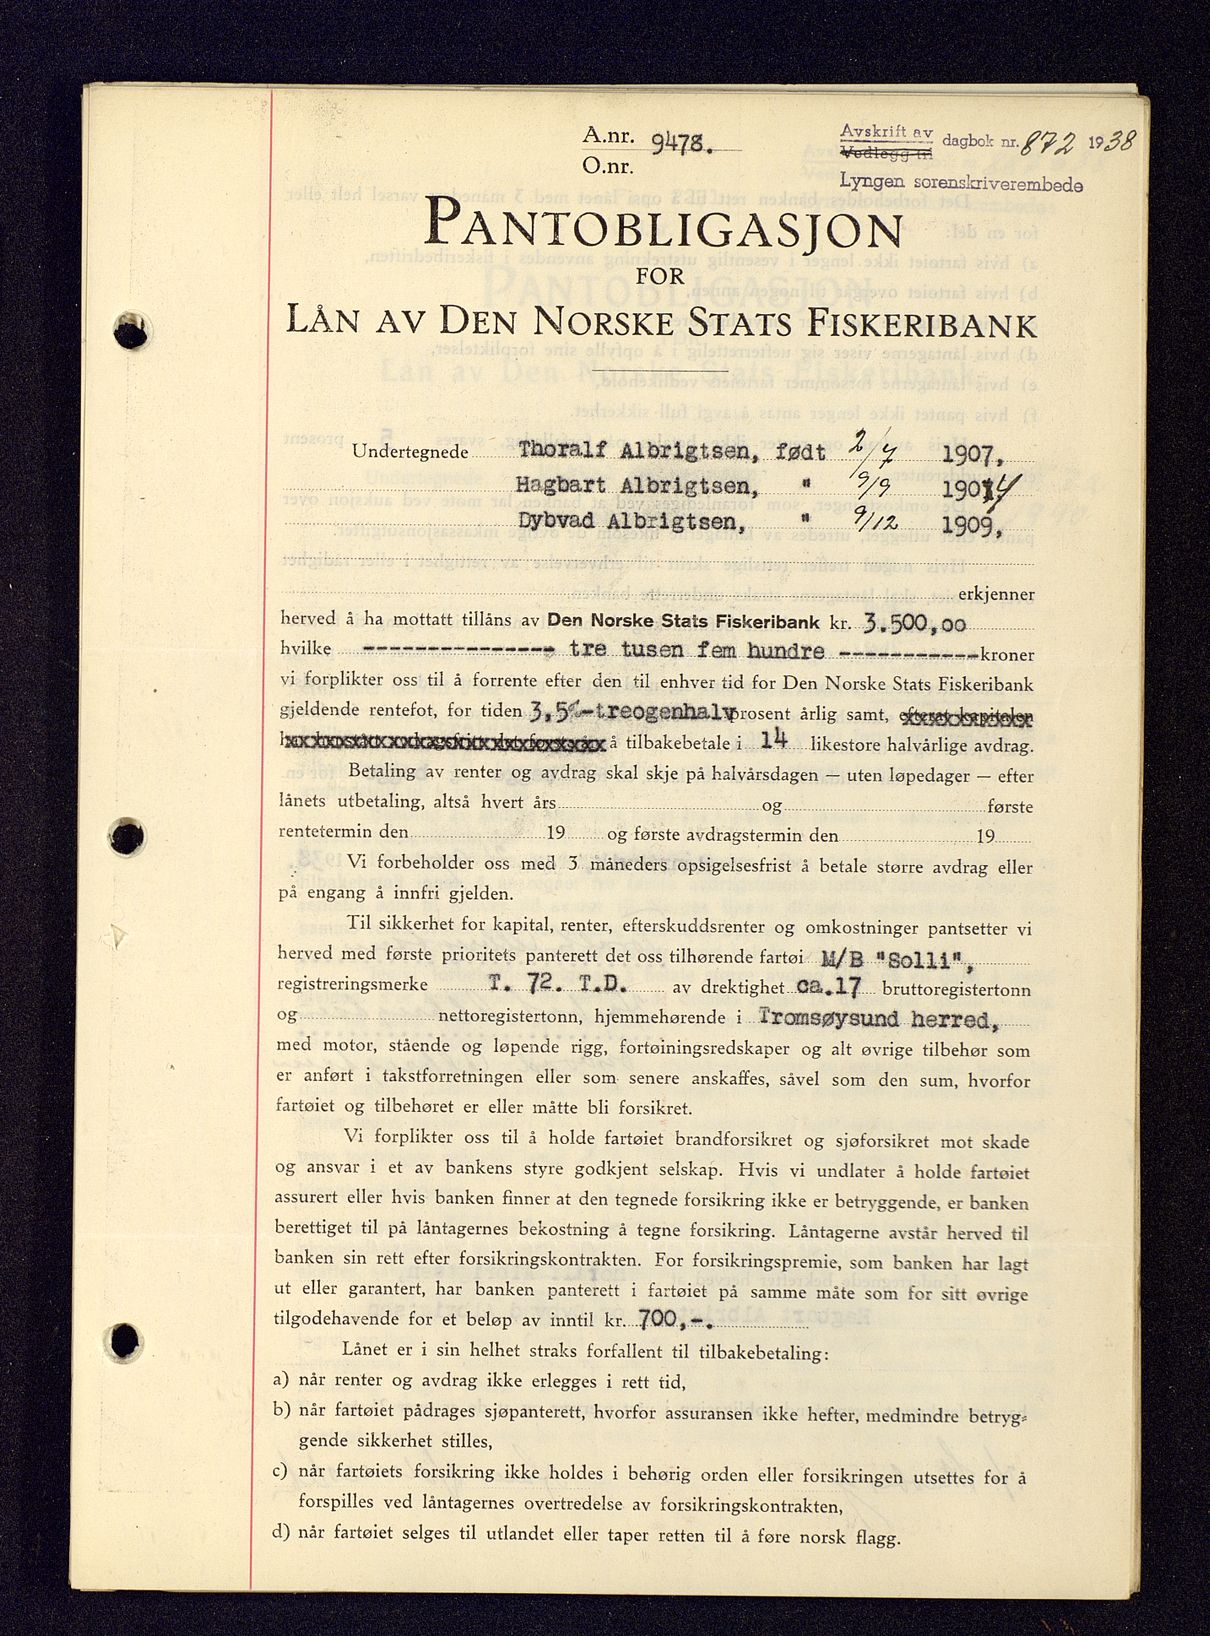 A.nr. 9478.
O.nr.
Avskrift av
Vedlegg til
dagbok nr. 872 1938
Lyngen sorenskriverembede
PANTOBLIGASJON
FOR
LÅN AV DEN NORSKE STATS FISKERIBANK
Undertegnede Thoralf Albrigtsen, født 2/7 1907,
Hagbart Albrigtsen, " 9/9 1914
Dybvad Albrigtsen, " 9/12 1909,
erkjenner
herved å ha mottatt tillåns av Den Norske Stats Fiskeribank kr. 3.500,oo
hvilke ---------------- tre tusen fem hundre ------------kroner
vi forplikter oss til å forrente efter den til enhver tid for Den Norske Stats Fiskeribank
gjeldende rentefot, for tiden 3,5%-treogenhalv prosent årlig samt, efterat kapitalen
å tilbakebetale i 14 likestore halvårlige avdrag.
Betaling av renter og avdrag skal skje på halvårsdagen — uten løpedager — efter
lånets utbetaling, altså hvert års og første
rentetermin den 19 og første avdragstermin den 19
Vi forbeholder oss med 3 måneders opsigelsesfrist å betale større avdrag eller
på engang å innfri gjelden.
Til sikkerhet for kapital, renter, efterskuddsrenter og omkostninger pantsetter vi
herved med første prioritets panterett det oss tilhørende fartøi M/B "Solli",
registreringsmerke T. 72. T.D. av drektighet ca.17 bruttoregistertonn
og nettoregistertonn, hjemmehørende i Tromsøysund herred,
med motor, stående og løpende rigg, fortøiningsredskaper og alt øvrige tilbehør som
er anført i takstforretningen eller som senere anskaffes, såvel som den sum, hvorfor
fartøiet og tilbehøret er eller måtte bli forsikret.
Vi forplikter oss til å holde fartøiet brandforsikret og sjøforsikret mot skade
og ansvar i et av bankens styre godkjent selskap. Hvis vi undlater å holde fartøiet
assurert eller hvis banken finner at den tegnede forsikring ikke er betryggende, er banken
berettiget til på låntagernes bekostning å tegne forsikring. Låntagerne avstår herved til
banken sin rett efter forsikringskontrakten. For forsikringspremie, som banken har lagt
ut eller garantert, har banken panterett i fartøiet på samme måte som for sitt øvrige
tilgodehavende for et beløp av inntil kr. 700,-.
Lånet er i sin helhet straks forfallent til tilbakebetaling:
a) når renter og avdrag ikke erlegges i rett tid,
b) når fartøiet pådrages sjøpanterett, hvorfor assuransen ikke hefter, medmindre betryg-
gende sikkerhet stilles,
c) når fartøiets forsikring ikke holdes i behørig orden eller forsikringen utsettes for å
forspilles ved låntagernes overtredelse av forsikringskontrakten,
d) når fartøiet selges til utlandet eller taper retten til å føre norsk flagg.